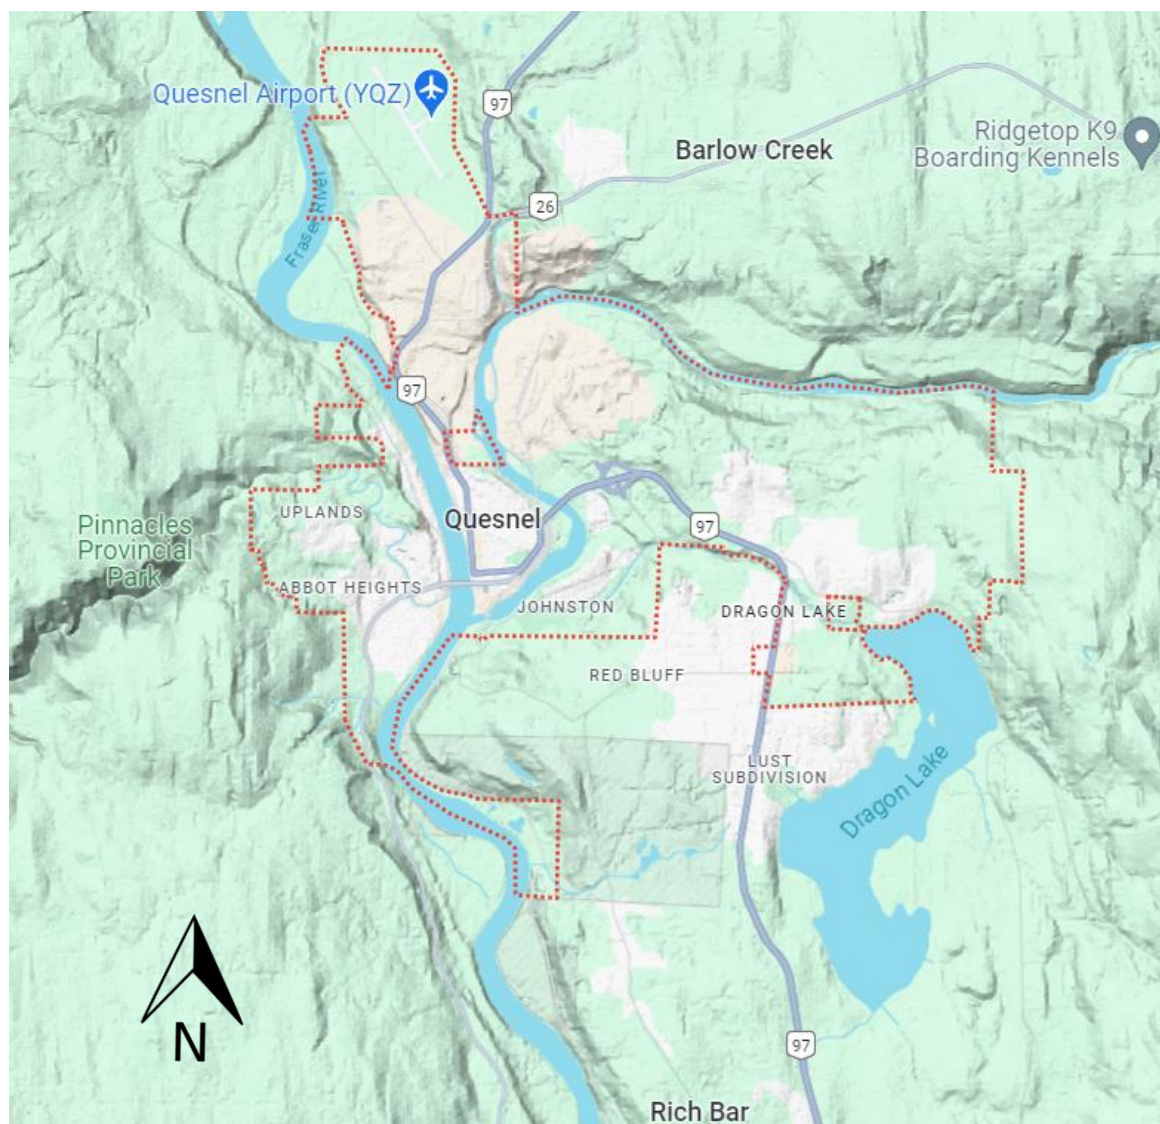 Quesnel Airport (YQZ)
97
Ridgetop K9
Boarding Kennels
Barlow Creek
26
Fraser River
97
UPLANDS
Quesnel
97
Pinnacles
Provincial
Park
ABBOT HEIGHTS
JOHNSTON
DRAGON LAKE
RED BLUFF
LUST
SUBDIVISION
Dragon Lake
N
97
Rich Bar